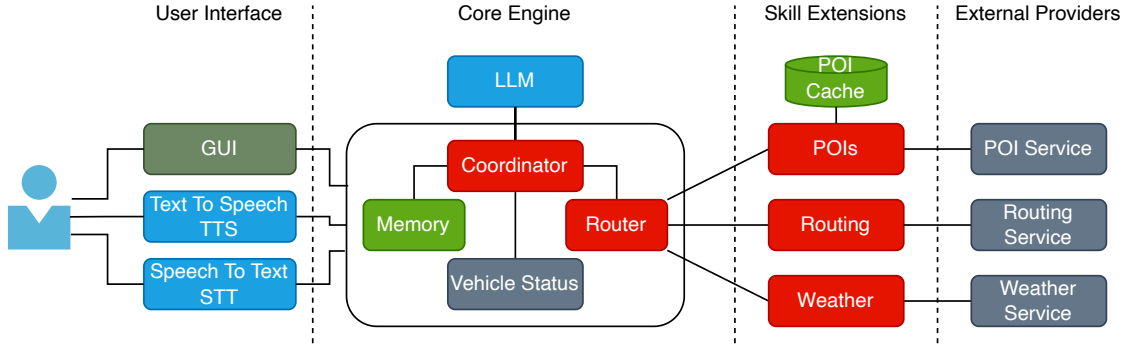 User Interface
Core Engine
Skill Extensions
External Providers
LLM
POI
Cache
GUI
Coordinator
POIs
POI Service
Text To Speech
TTS
Memory
Router
Routing
Routing
Service
Speech To Text
STT
Vehicle Status
Weather
Weather
Service